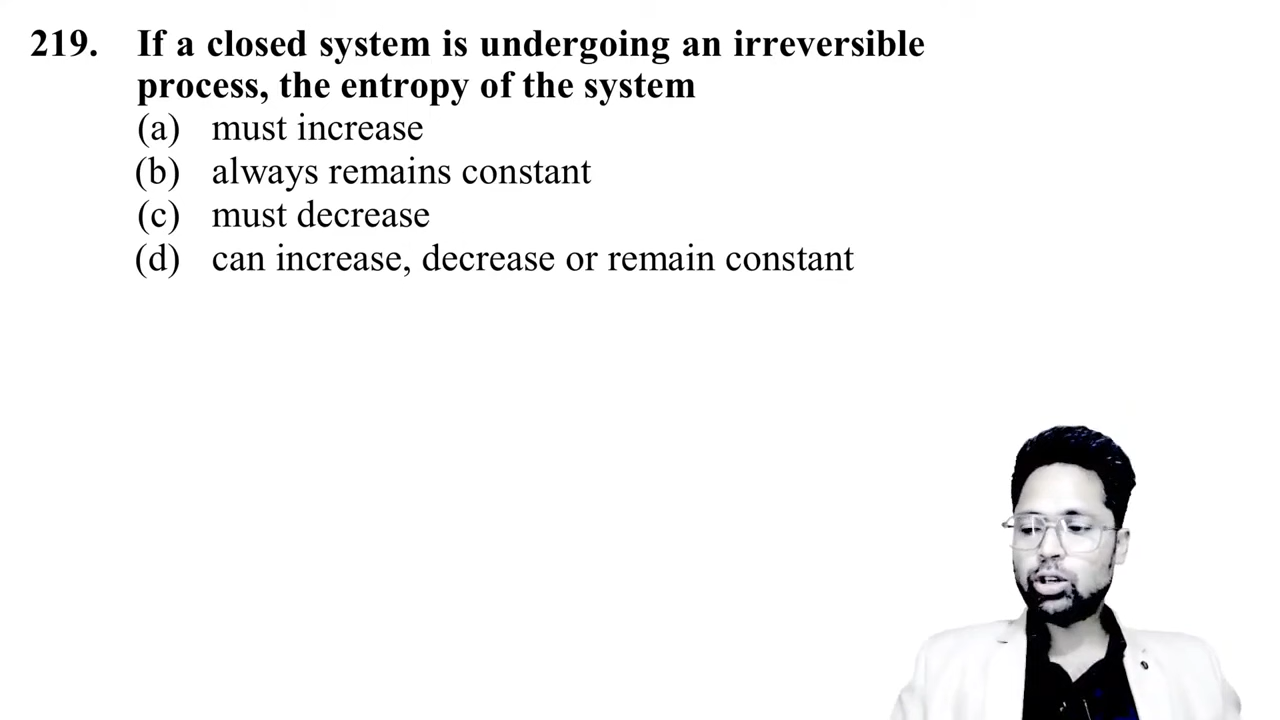 219. If a closed system is undergoing an irreversible
process, the entropy of the system
(a) must increase
(b) always remains constant
(c) must decrease
(d) can increase, decrease or remain constant